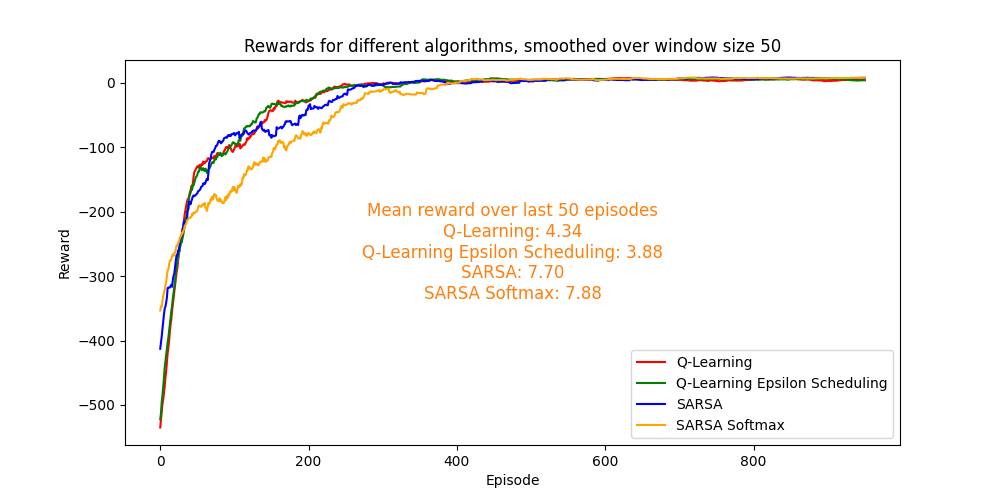 Rewards for different algorithms, smoothed over window size 50
0
−100
−200
−300
−400
−500
Reward
Mean reward over last 50 episodes
Q-Learning: 4.34
Q-Learning Epsilon Scheduling: 3.88
SARSA: 7.70
SARSA Softmax: 7.88
Q-Learning
Q-Learning Epsilon Scheduling
SARSA
SARSA Softmax
0 200 400 600 800
Episode